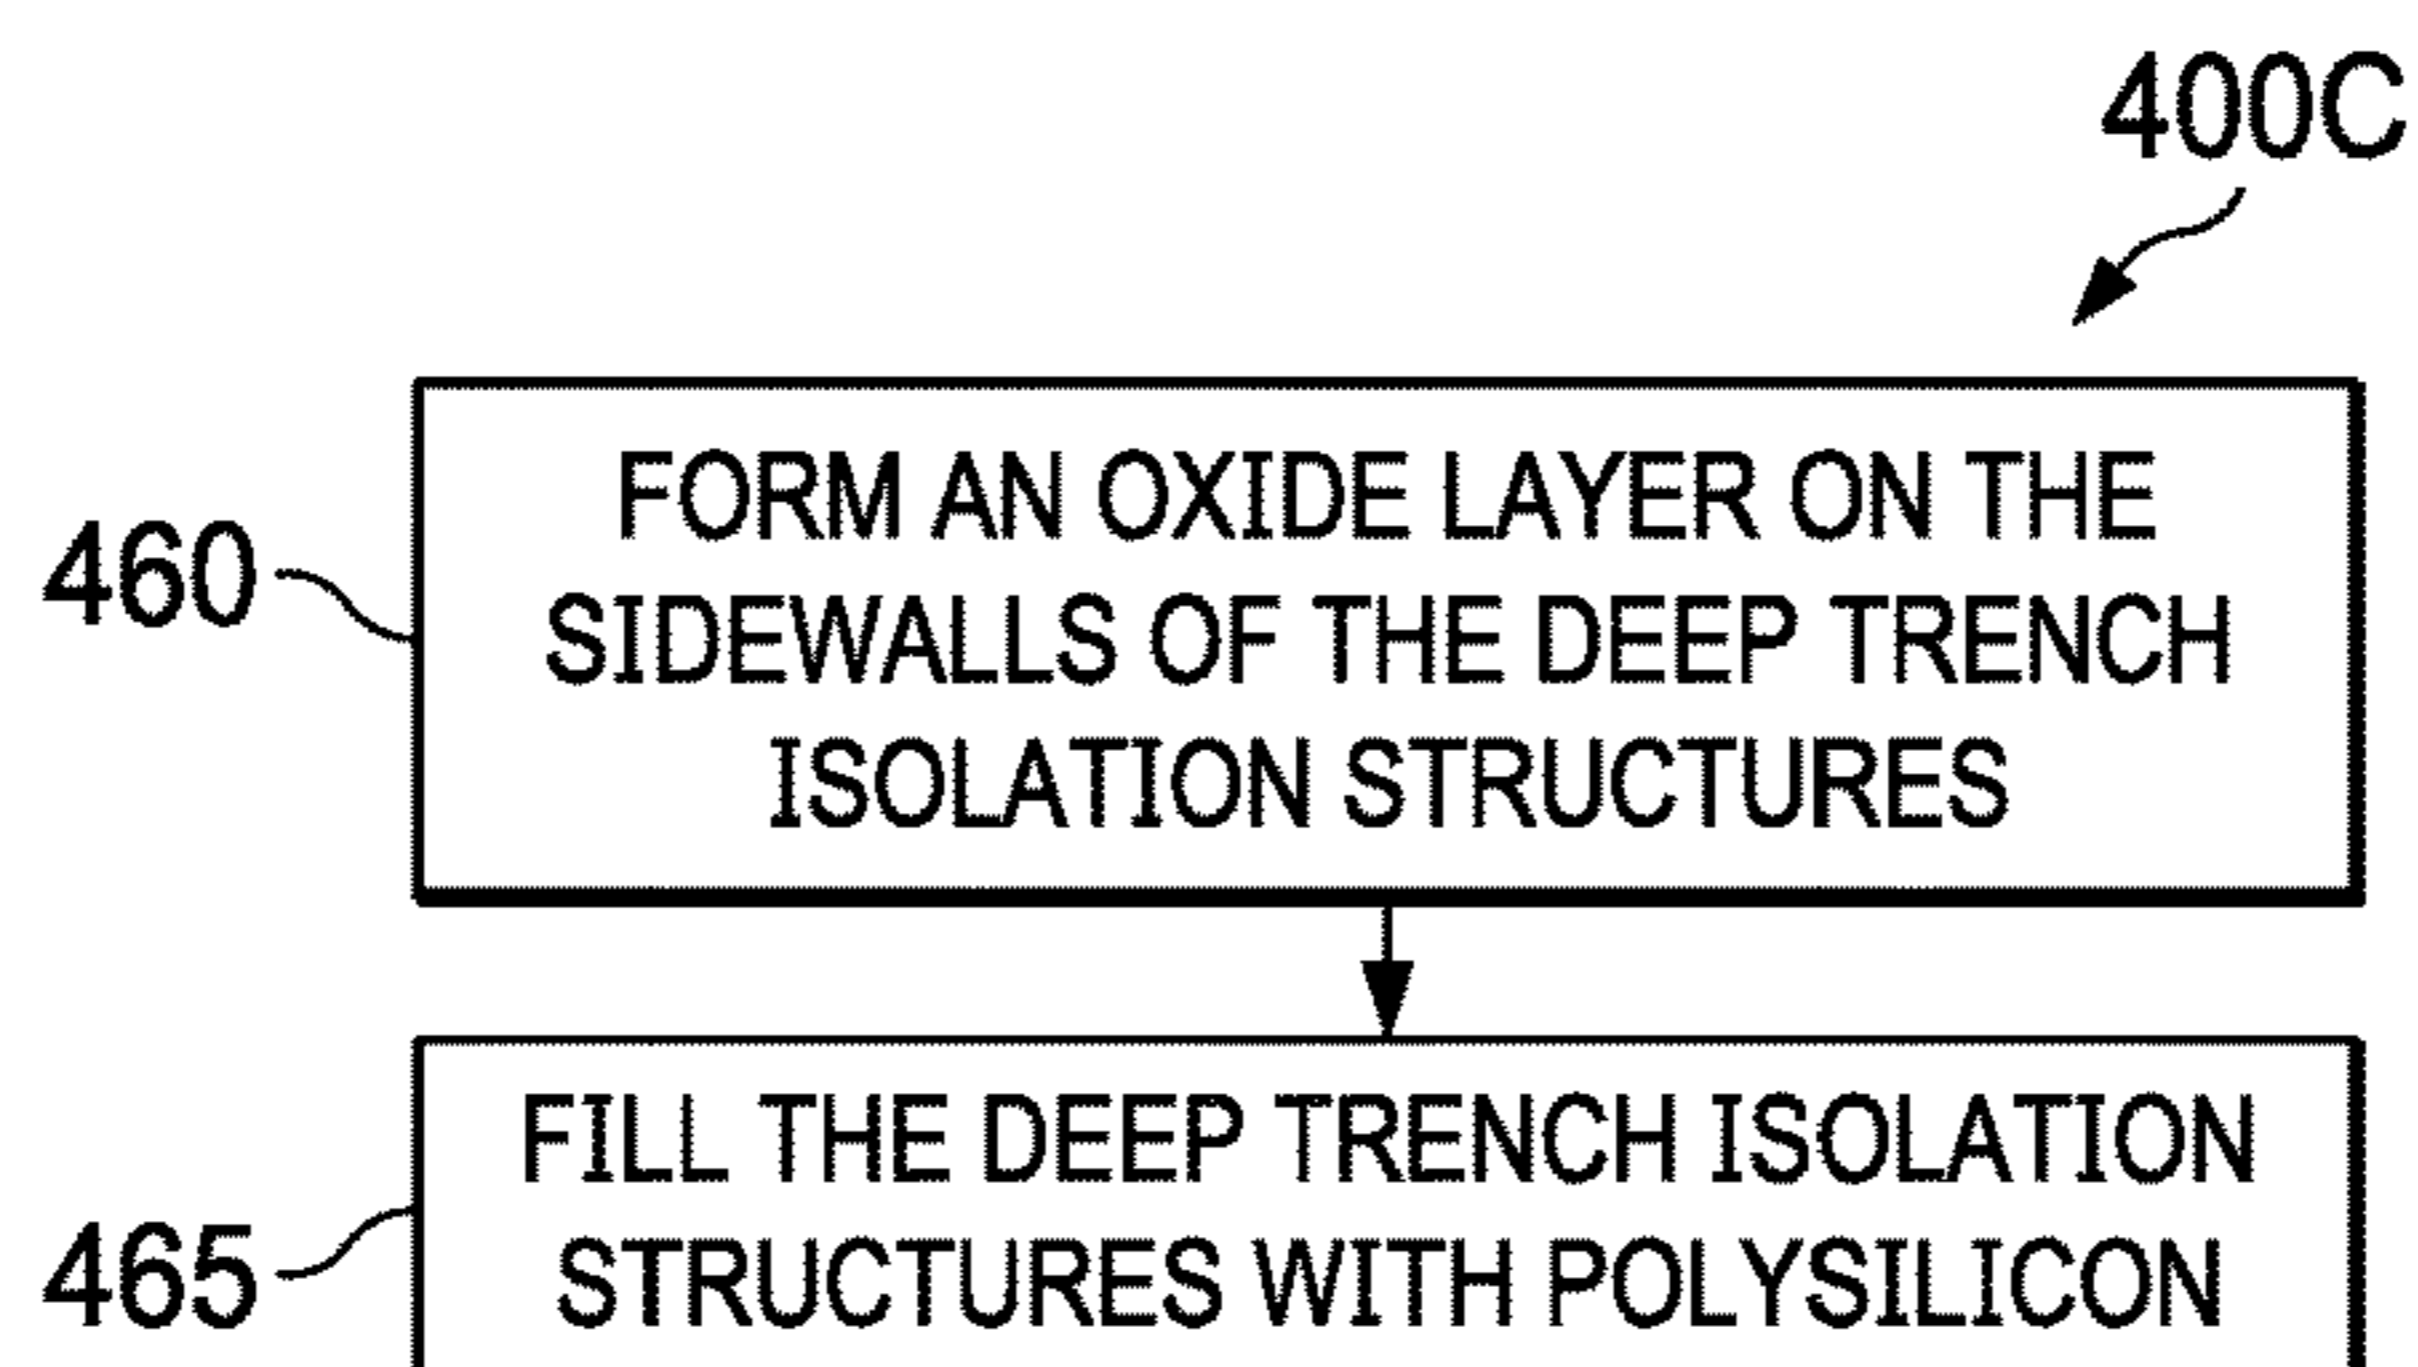 400C
460
FORM AN OXIDE LAYER ON THE
SIDEWALLS OF THE DEEP TRENCH
ISOLATION STRUCTURES
465
FILL THE DEEP TRENCH ISOLATION
STRUCTURES WITH POLYSILICON